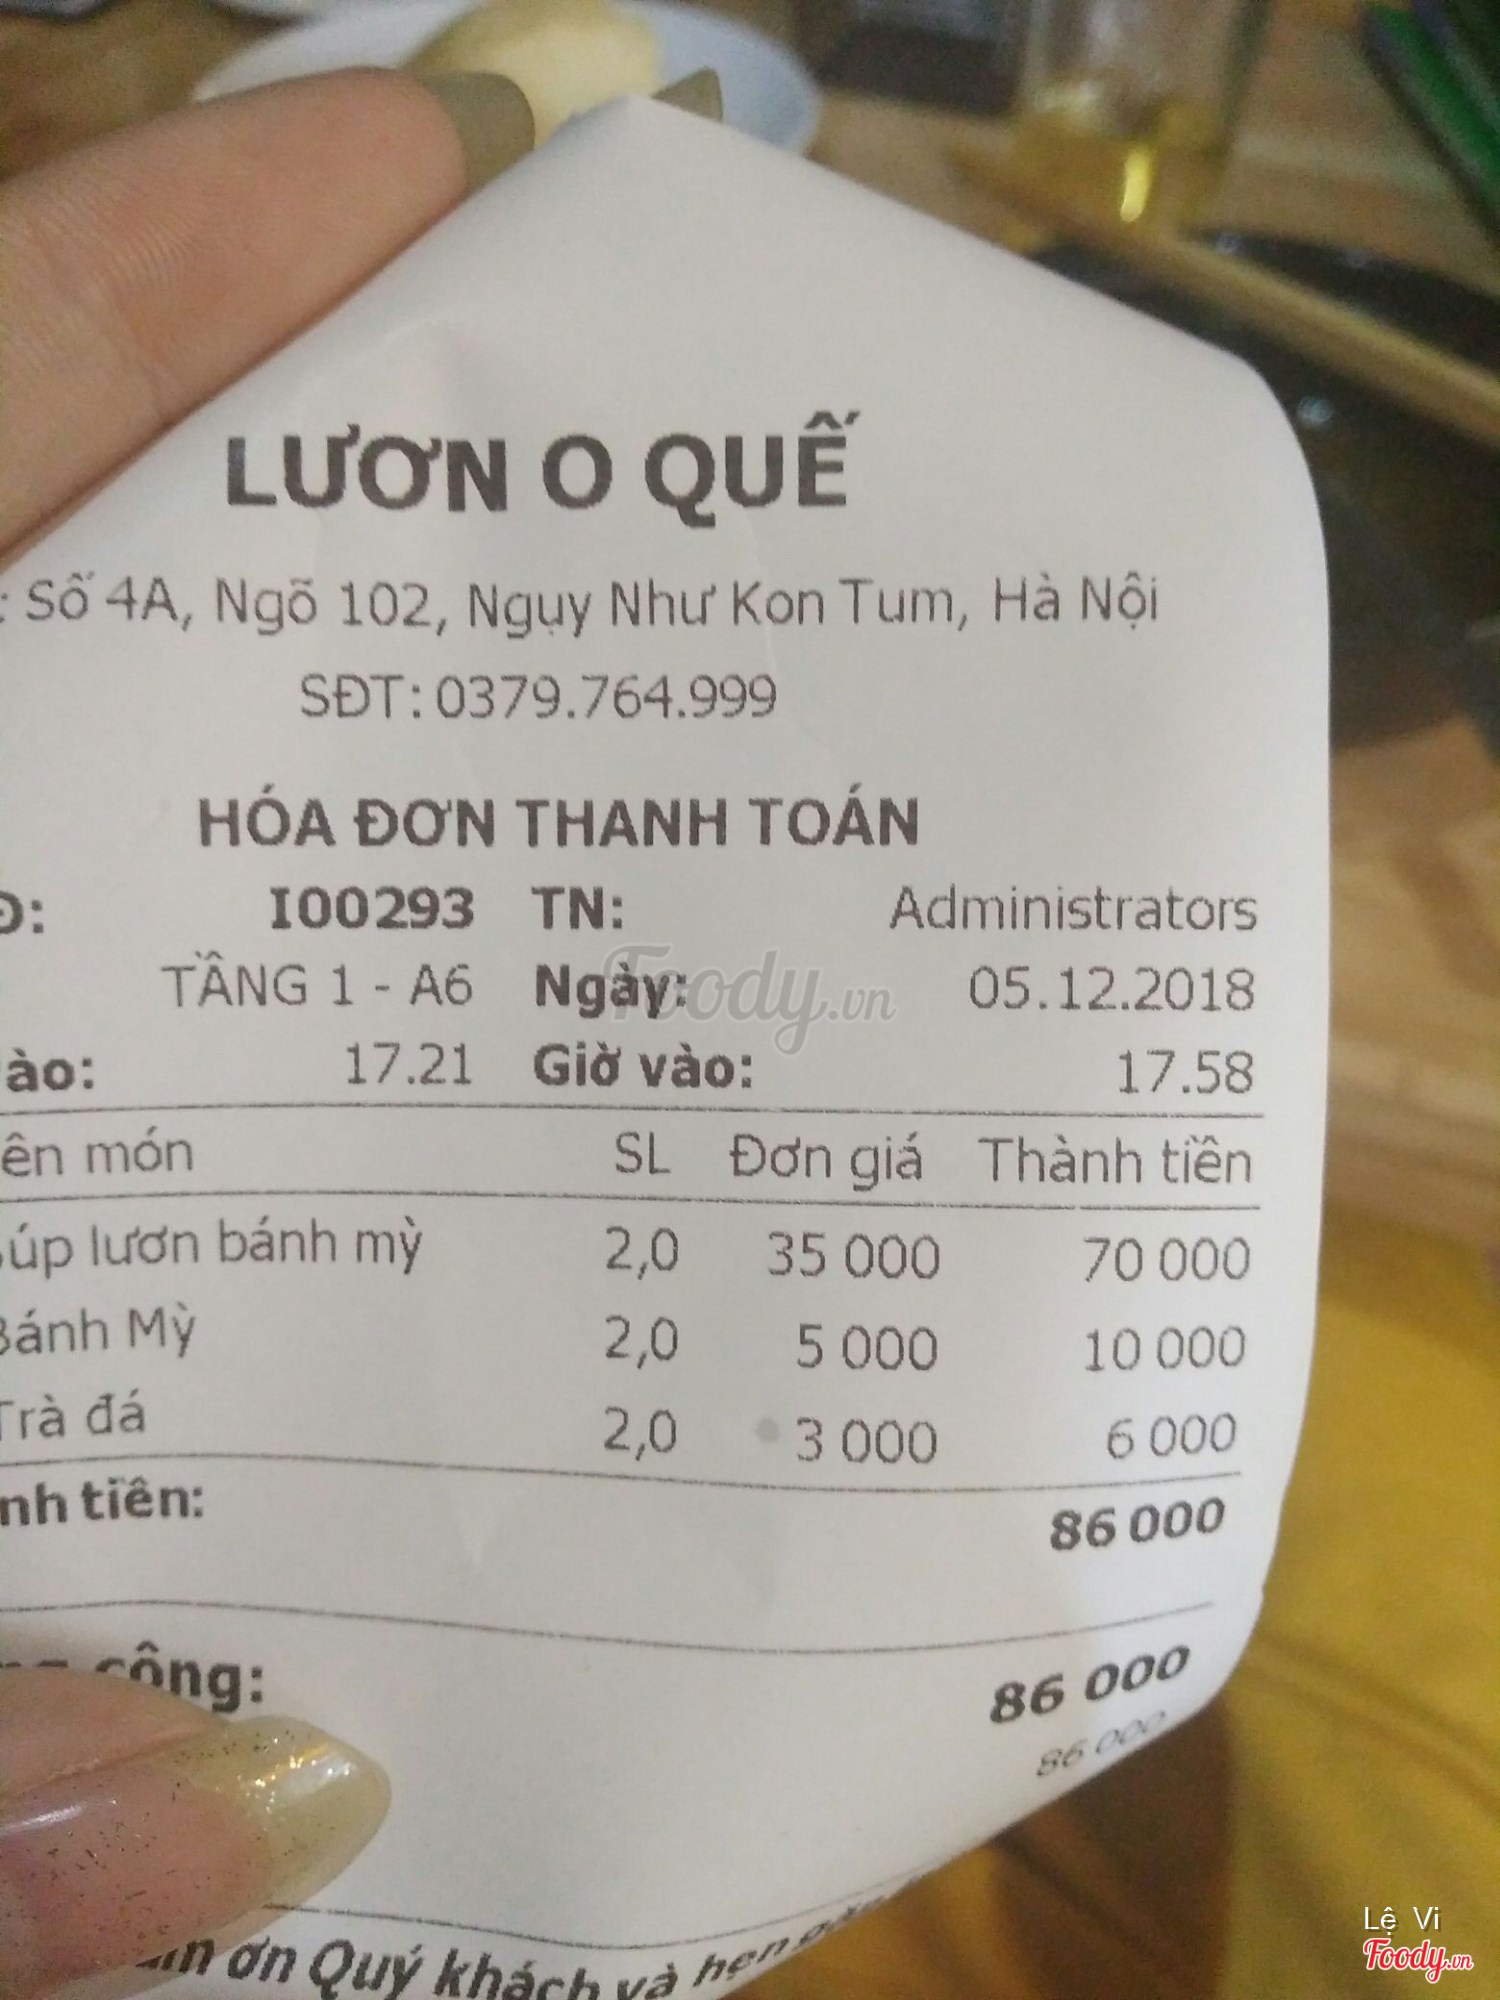 LƯƠN O QUẾ
: Số 4A, Ngõ 102, Ngụy Như Kon Tum, Hà Nội
SĐT: 0379.764.999
HÓA ĐƠN THANH TOÁN
Đ: I00293 TN: Administrators
TẦNG 1 - A6 Ngày: 05.12.2018
vào: 17.21 Giờ vào: 17.58
ên món SL Đơn giá Thành tiền
Súp lươn bánh mỳ 2,0 35 000 70 000
Bánh Mỳ 2,0 5 000 10 000
Trà đá 2,0 3 000 6 000
nh tiền: 86 000
cộng: 86 000
86 000
ơn Quý khách và hẹn
Foody.vn
Lệ Vi
Foody.vn